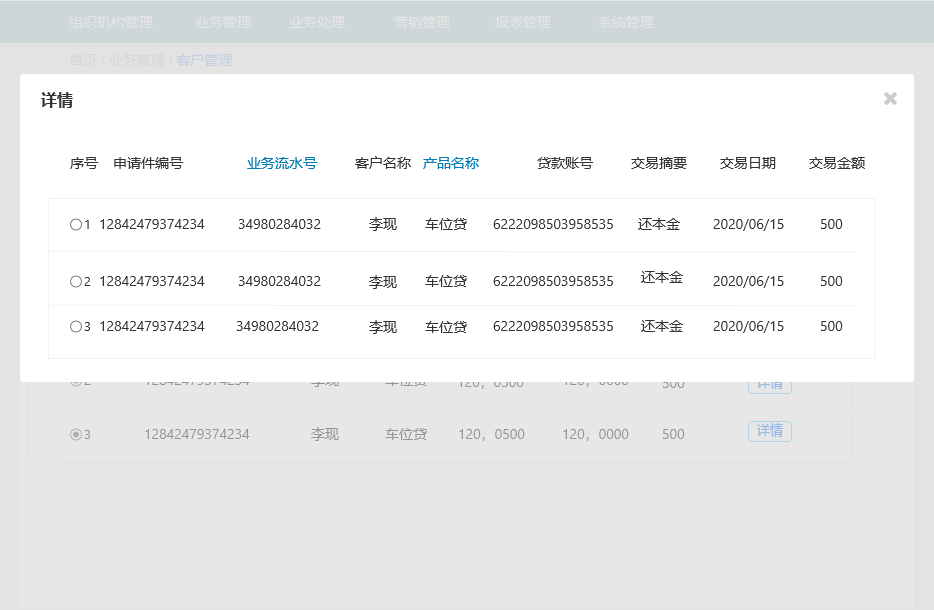 组织机构管理 业务管理 业务处理 营销管理 报表管理 系统管理
首页 / 业务管理 / 客户管理
详情
序号 申请件编号 业务流水号 客户名称 产品名称 贷款账号 交易摘要 交易日期 交易金额
1 12842479374234 34980284032 李现 车位贷 6222098503958535 还本金 2020/06/15 500
2 12842479374234 34980284032 李现 车位贷 6222098503958535 还本金 2020/06/15 500
3 12842479374234 34980284032 李现 车位贷 6222098503958535 还本金 2020/06/15 500
2 12842479374234 李现 车位贷 120，0500 120，0000 500 详情
3 12842479374234 李现 车位贷 120，0500 120，0000 500 详情